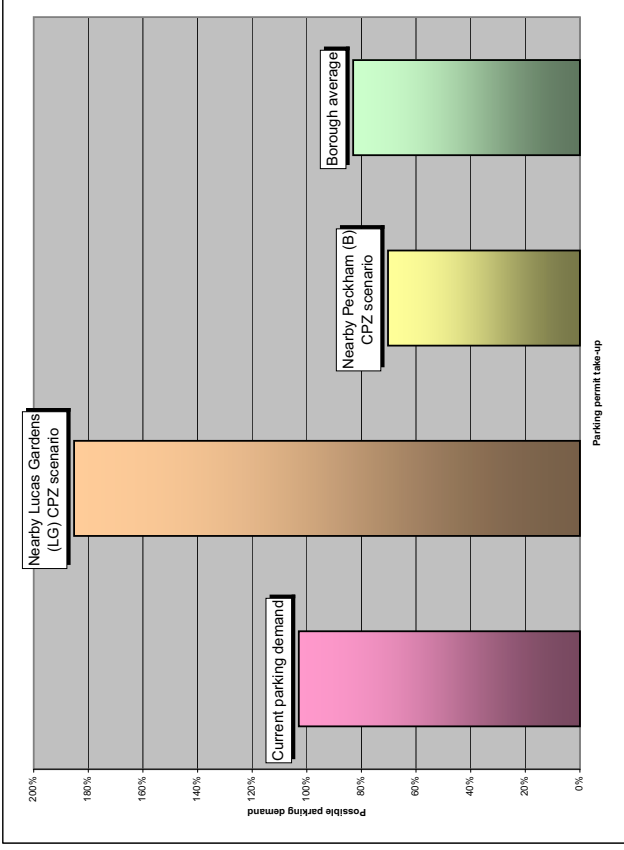 Nearby Lucas Gardens
(LG) CPZ scenario
Current parking demand
Nearby Peckham (B)
CPZ scenario
Borough average
200%
180%
160%
140%
120%
100%
80%
60%
40%
20%
0%
Possible parking demand
Parking permit take-up